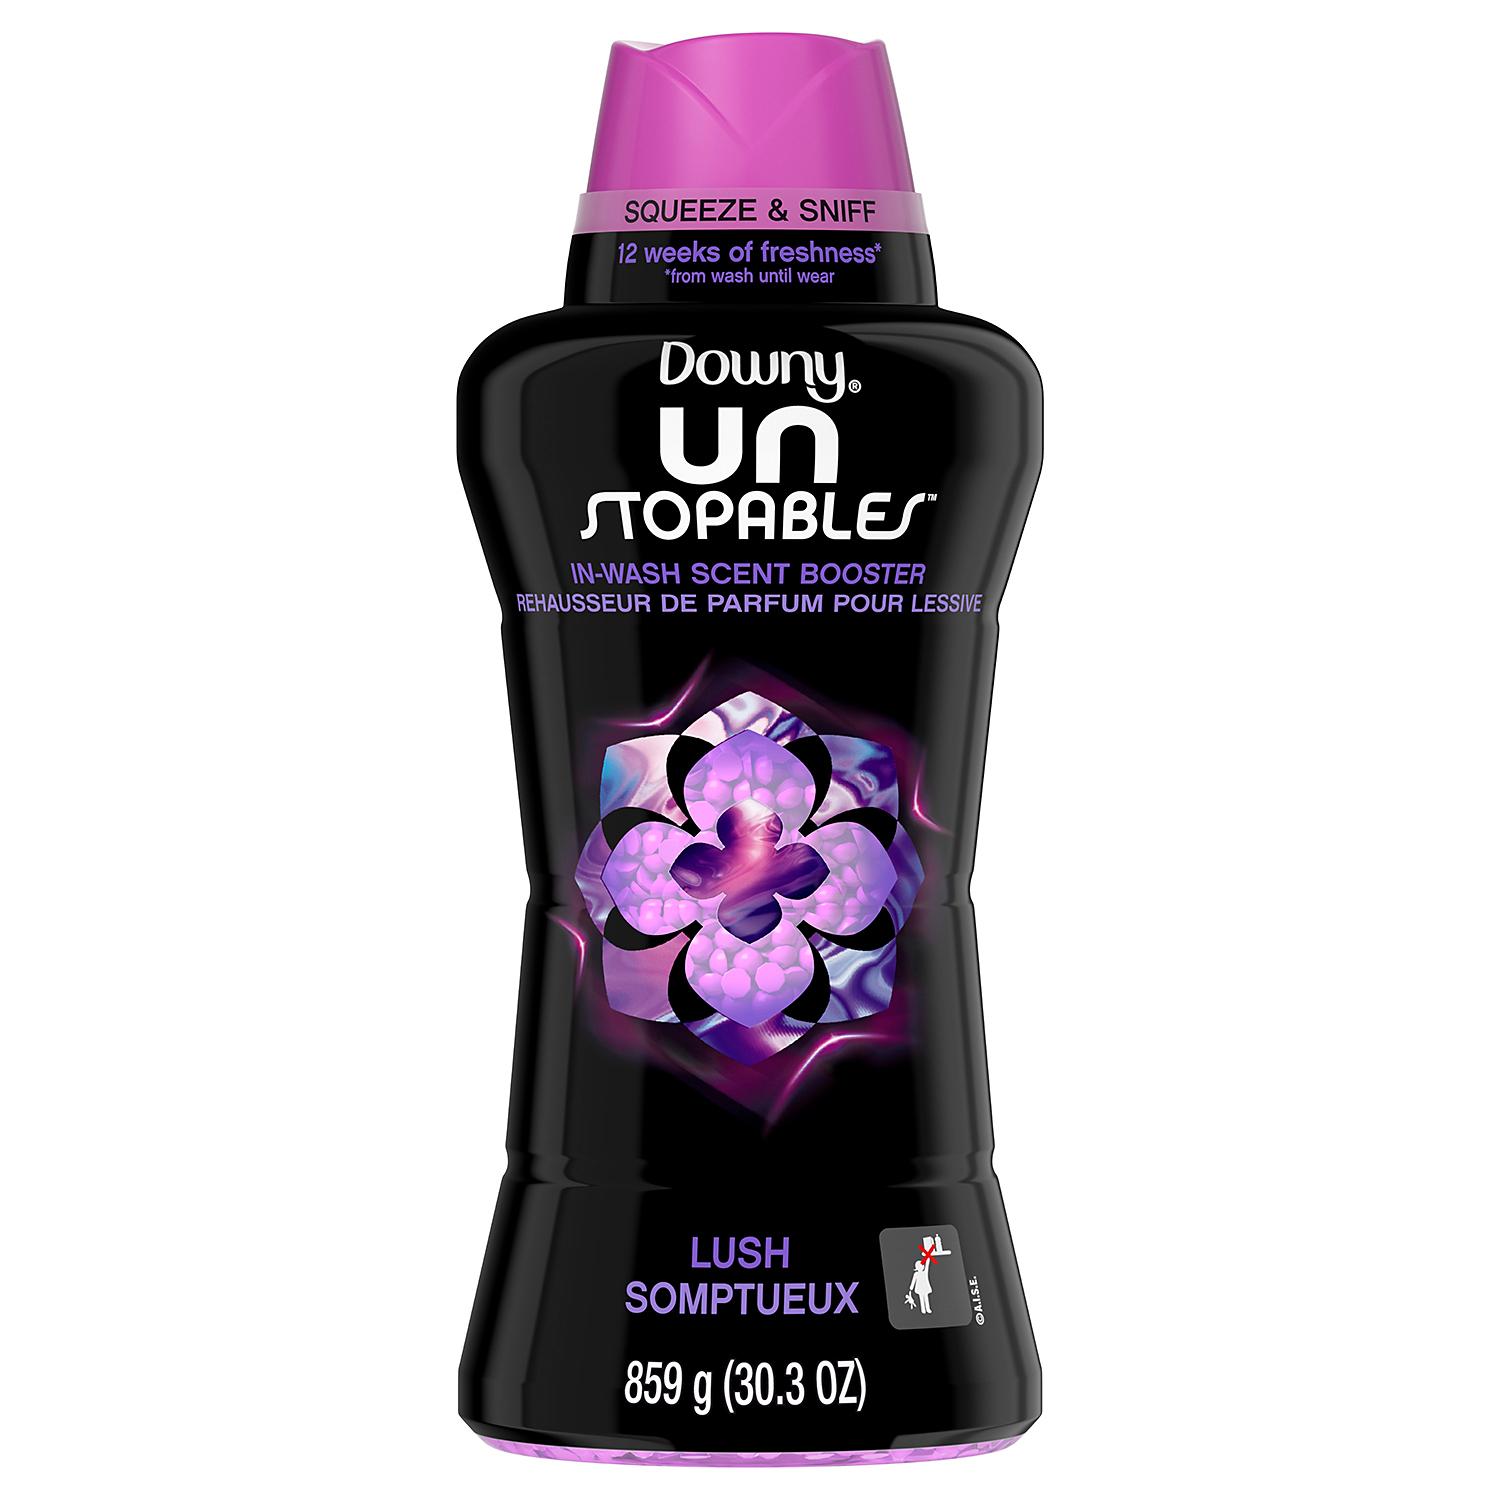 SQUEEZE & SNIFF
12 weeks of freshness*
*from wash until wear
Downy®
UN
STOPABLES™
IN-WASH SCENT BOOSTER
REHAUSSEUR DE PARFUM POUR LESSIVE
LUSH
SOMPTUEUX
© A.I.S.E.
859 g (30.3 OZ)